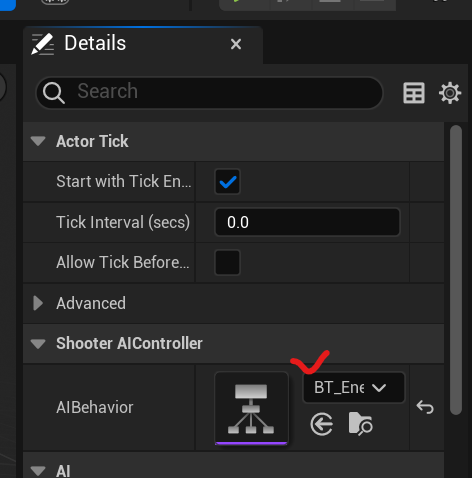 Details
Search
Actor Tick
Start with Tick En...
Tick Interval (secs)
0.0
Allow Tick Before...
Advanced
Shooter AIController
AIBehavior
BT_Ene
AI